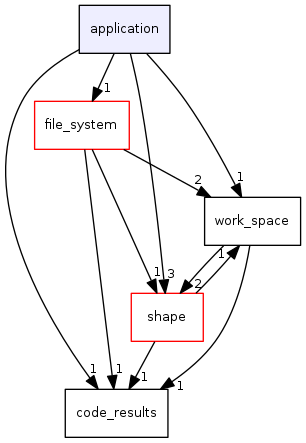 application
1
file_system
2
1
work_space
1
3
2
1
shape
1
1
1
1
code_results